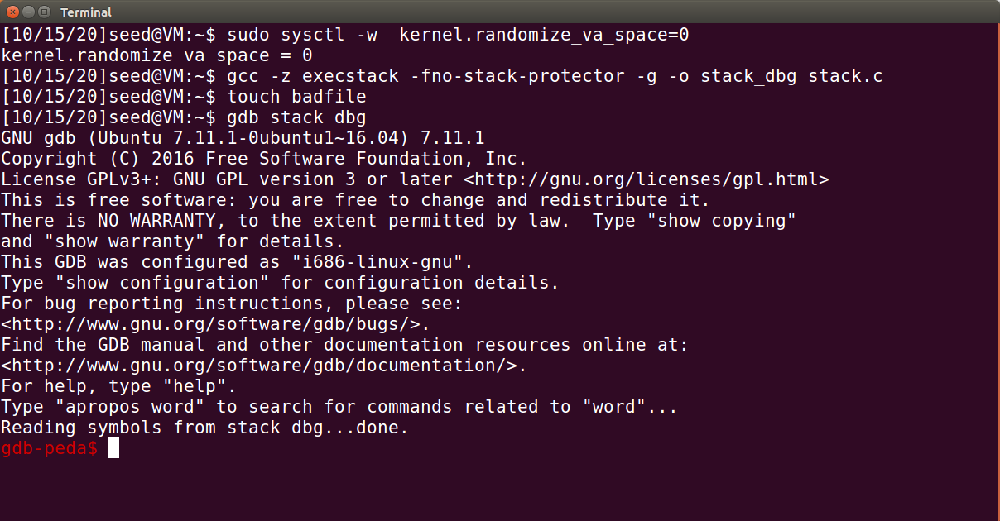 Terminal
[10/15/20]seed@VM:~$ sudo sysctl -w  kernel.randomize_va_space=0
kernel.randomize_va_space = 0
[10/15/20]seed@VM:~$ gcc -z execstack -fno-stack-protector -g -o stack_dbg stack.c
[10/15/20]seed@VM:~$ touch badfile
[10/15/20]seed@VM:~$ gdb stack_dbg
GNU gdb (Ubuntu 7.11.1-0ubuntu1~16.04) 7.11.1
Copyright (C) 2016 Free Software Foundation, Inc.
License GPLv3+: GNU GPL version 3 or later <http://gnu.org/licenses/gpl.html>
This is free software: you are free to change and redistribute it.
There is NO WARRANTY, to the extent permitted by law.  Type "show copying"
and "show warranty" for details.
This GDB was configured as "i686-linux-gnu".
Type "show configuration" for configuration details.
For bug reporting instructions, please see:
<http://www.gnu.org/software/gdb/bugs/>.
Find the GDB manual and other documentation resources online at:
<http://www.gnu.org/software/gdb/documentation/>.
For help, type "help".
Type "apropos word" to search for commands related to "word"...
Reading symbols from stack_dbg...done.
gdb-peda$